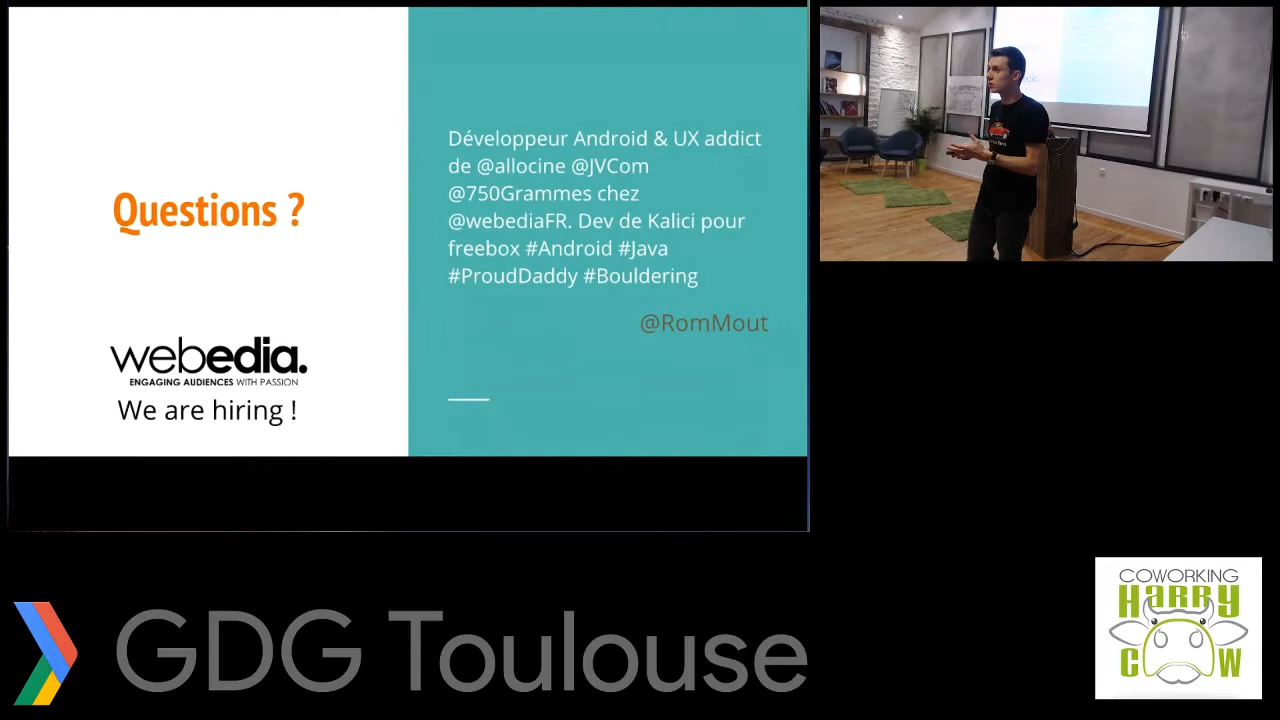 Questions ?
webedia.
ENGAGING AUDIENCES WITH PASSION
We are hiring !
Développeur Android & UX addict
de @allocine @JVCom
@750Grammes chez
@webediaFR. Dev de Kalici pour
freebox #Android #Java
#ProudDaddy #Bouldering
@RomMout
GDG Toulouse
COWORKING
HaRRy
COW